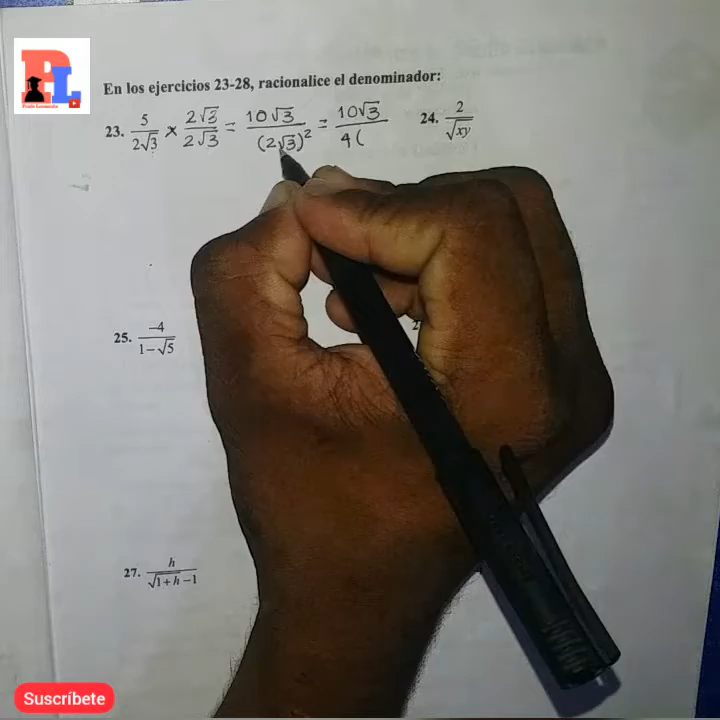 PL
En los ejercicios 23-28, racionalice el denominador:
23. 5/2√3 × 2√3/2√3 = 10√3/(2√3)² = 10√3/4(
24. 2/√xy
25. -4/1-√5
27. h/√1+h -1
Suscríbete